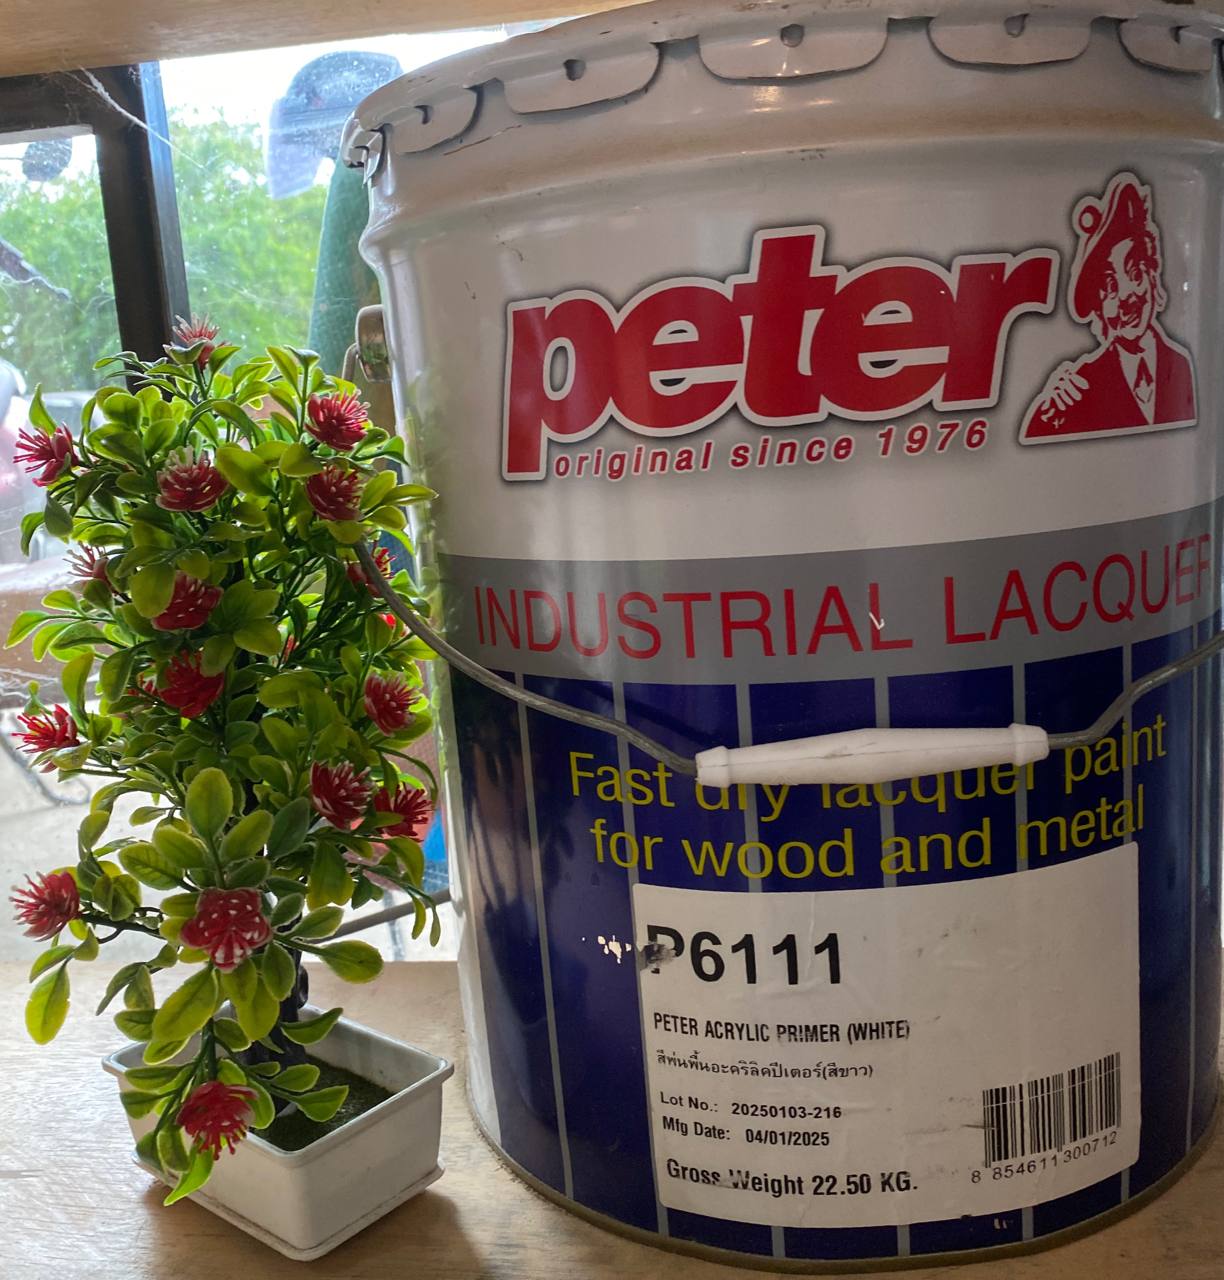 peter
original since 1976
INDUSTRIAL LACQUER
Fast dry lacquer paint
for wood and metal
P6111
PETER ACRYLIC PRIMER (WHITE)
สีพ่นพื้นอะคริลิคปีเตอร์(สีขาว)
Lot No.: 20250103-216
Mfg Date: 04/01/2025
Gross Weight 22.50 KG.
8 854611 300712